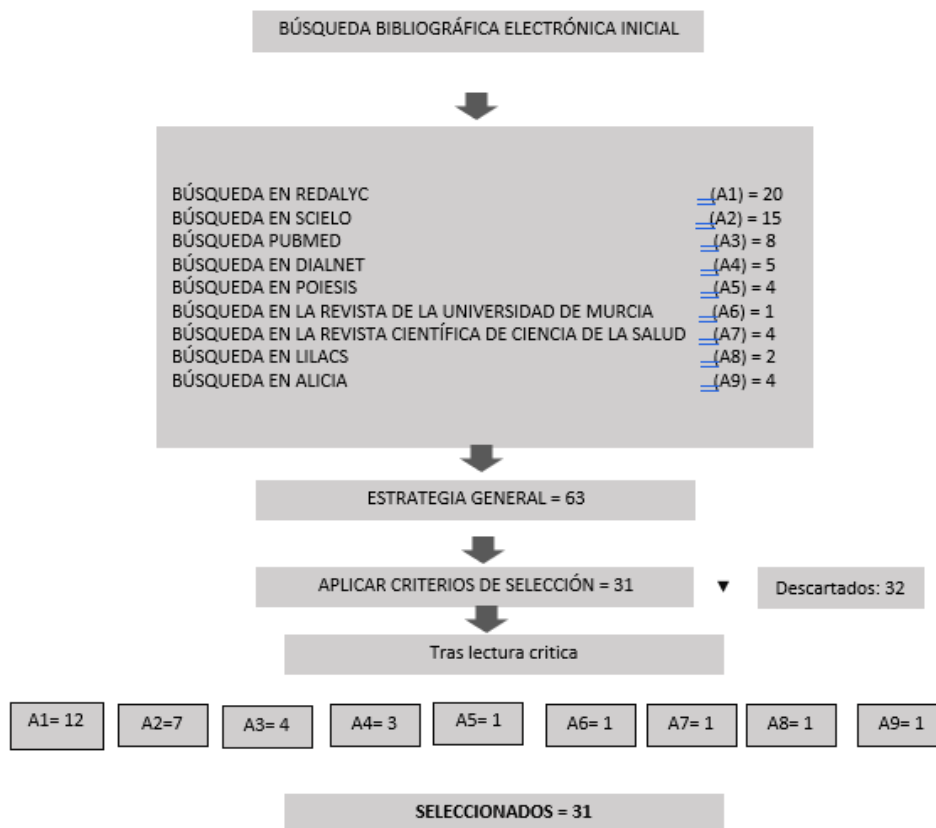 BÚSQUEDA BIBLIOGRÁFICA ELECTRÓNICA INICIAL
BÚSQUEDA EN REDALYC (A1) = 20
BÚSQUEDA EN SCIELO (A2) = 15
BÚSQUEDA PUBMED (A3) = 8
BÚSQUEDA EN DIALNET (A4) = 5
BÚSQUEDA EN POIESIS (A5) = 4
BÚSQUEDA EN LA REVISTA DE LA UNIVERSIDAD DE MURCIA (A6) = 1
BÚSQUEDA EN LA REVISTA CIENTÍFICA DE CIENCIA DE LA SALUD (A7) = 4
BÚSQUEDA EN LILACS (A8) = 2
BÚSQUEDA EN ALICIA (A9) = 4
ESTRATEGIA GENERAL = 63
APLICAR CRITERIOS DE SELECCIÓN = 31 Descartados: 32
Tras lectura critica
A1= 12 A2=7 A3= 4 A4= 3 A5= 1 A6= 1 A7= 1 A8= 1 A9= 1
SELECCIONADOS = 31